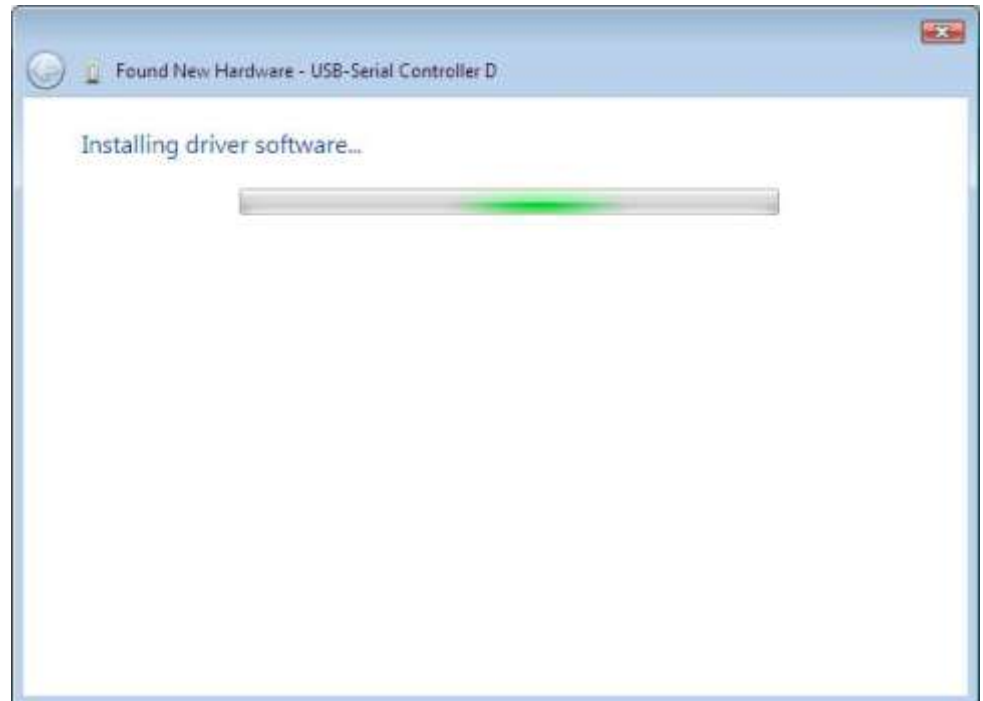 Found New Hardware - USB-Serial Controller D
Installing driver software...